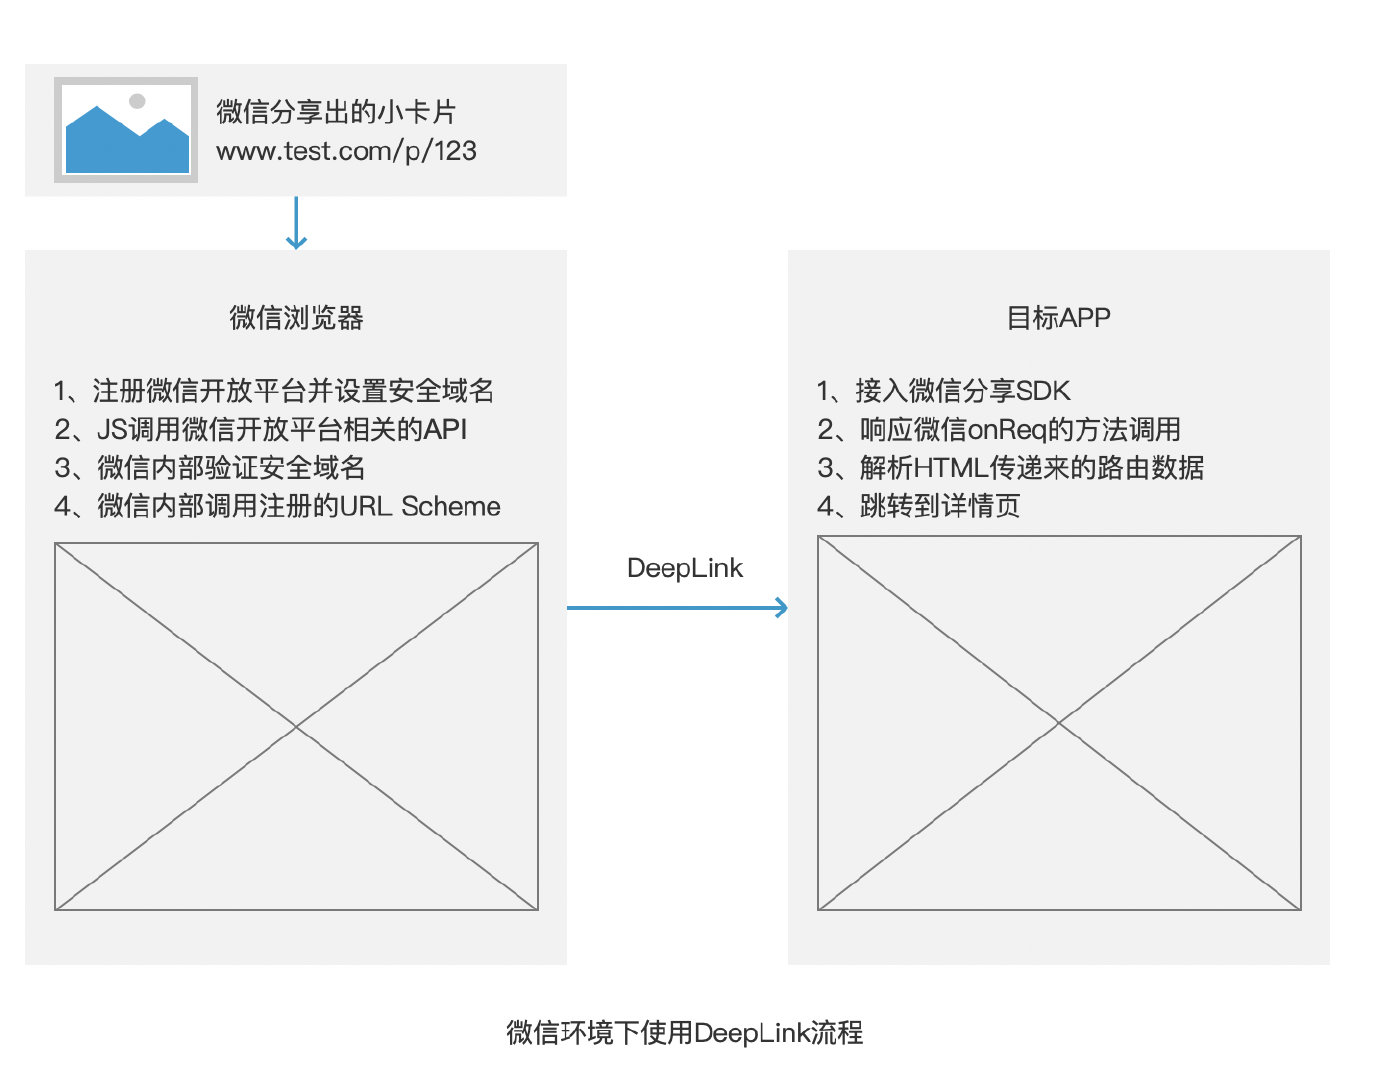 微信分享出的小卡片
www.test.com/p/123
微信浏览器
1、注册微信开放平台并设置安全域名
2、JS调用微信开放平台相关的API
3、微信内部验证安全域名
4、微信内部调用注册的URL Scheme
DeepLink
目标APP
1、接入微信分享SDK
2、响应微信onReq的方法调用
3、解析HTML传递来的路由数据
4、跳转到详情页
微信环境下使用DeepLink流程